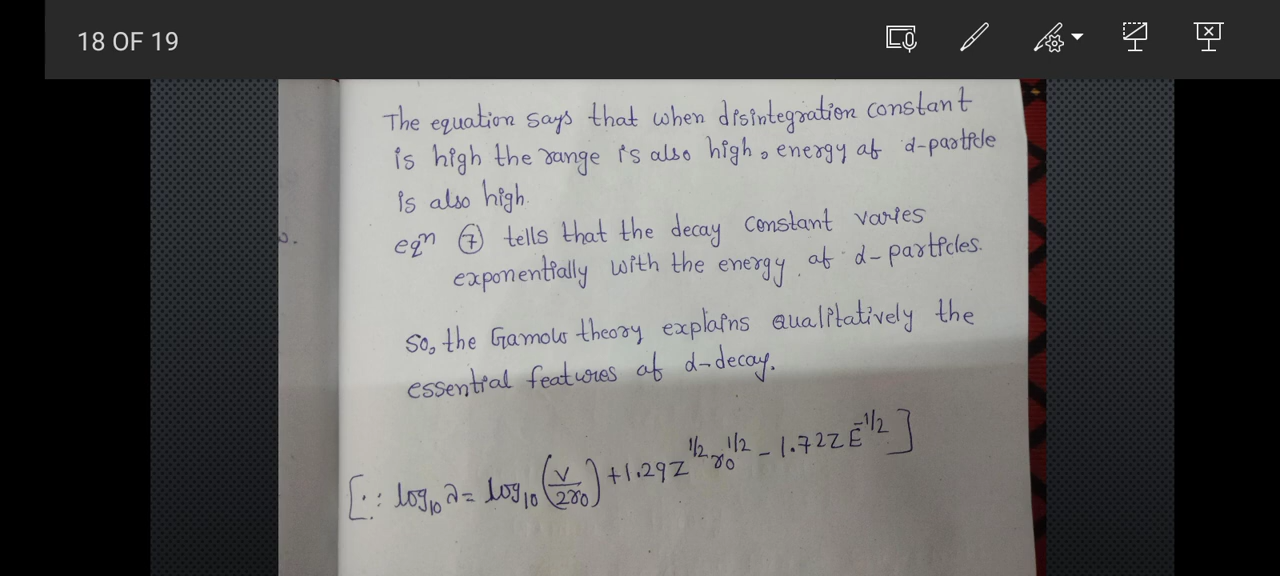 18 OF 19
The equation says that when disintegration constant
is high the range is also high, energy of α-particle
is also high.
eqn ⑦ tells that the decay constant varies
exponentially with the energy of α-particles.
So, the Gamow theory explains qualitatively the
essential features of α-decay.
[∵ log₁₀ λ = log₁₀ (V/2r₀) + 1.29 Z^1/2 r₀^1/2 - 1.72 Z E^-1/2]